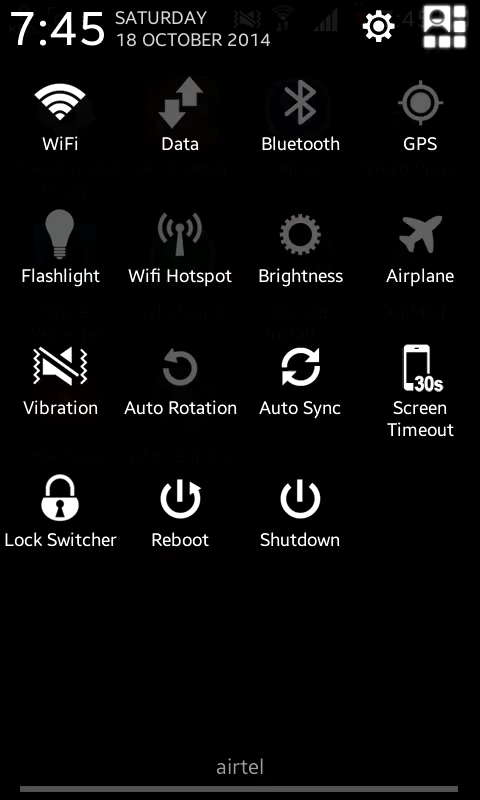 7:45 SATURDAY
18 OCTOBER 2014
WiFi Data Bluetooth GPS
Flashlight Wifi Hotspot Brightness Airplane
30s
Vibration Auto Rotation Auto Sync Screen
Timeout
Lock Switcher Reboot Shutdown
airtel